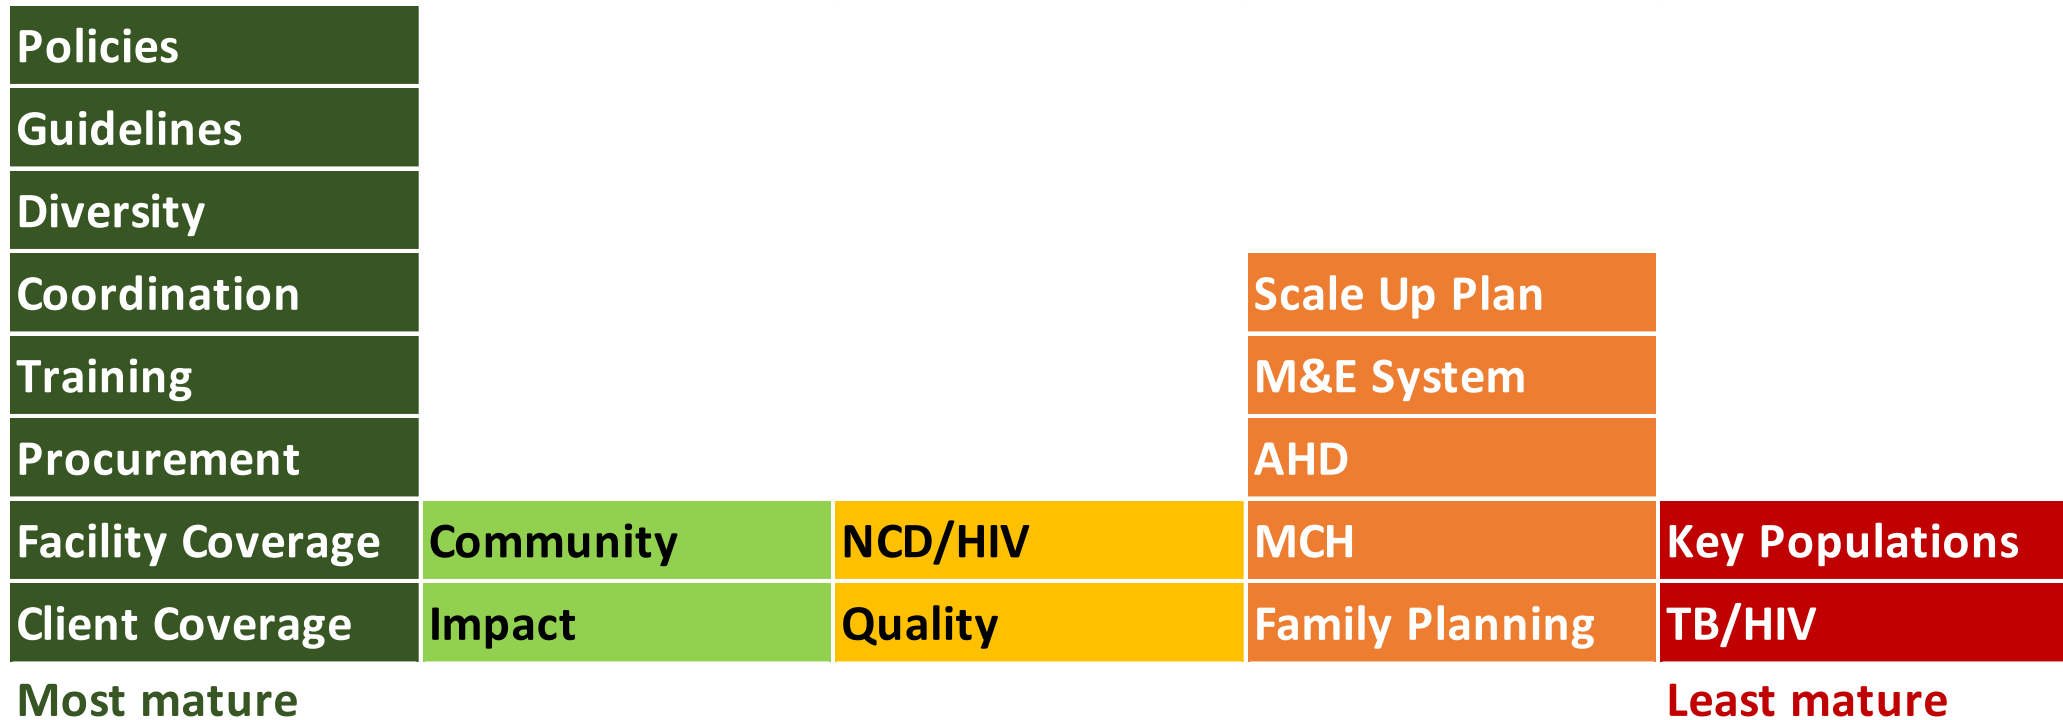 Policies
Guidelines
Diversity
Coordination Scale Up Plan
Training M&E System
Procurement AHD
Facility Coverage Community NCD/HIV MCH Key Populations
Client Coverage Impact Quality Family Planning TB/HIV
Most mature Least mature